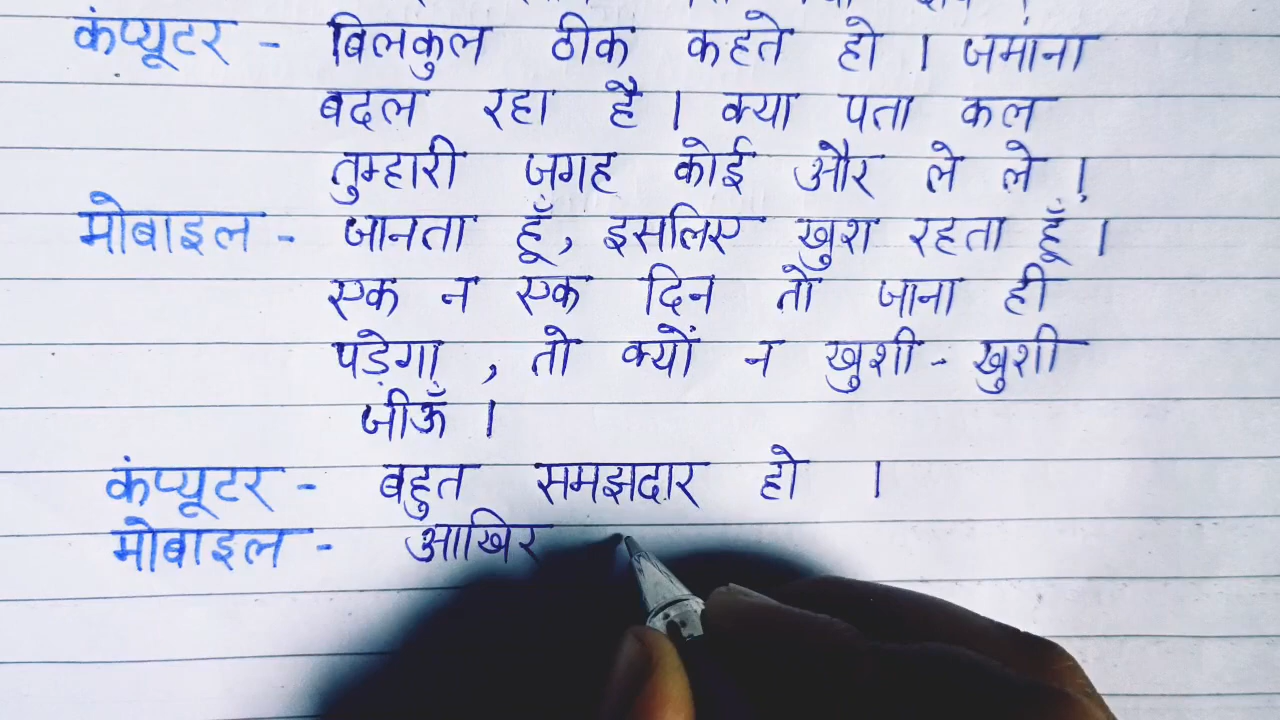 कंप्यूटर - बिलकुल ठीक कहते हो । जमाना
बदल रहा है । क्या पता कल
तुम्हारी जगह कोई और ले ले !
मोबाइल - जानता हूँ, इसलिए खुश रहता हूँ ।
एक न एक दिन तो जाना ही
पड़ेगा, तो क्यों न खुशी - खुशी
जीऊँ ।
कंप्यूटर - बहुत समझदार हो ।
मोबाइल - आखिर